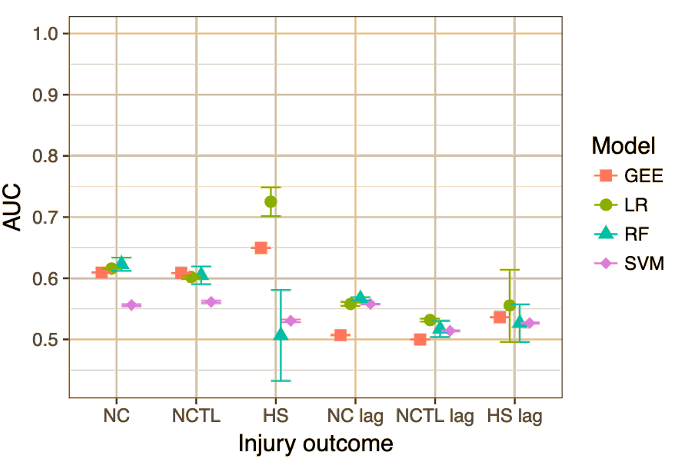 1.0
0.9
0.8
0.7
0.6
0.5
AUC
NC NCTL HS NC lag NCTL lag HS lag
Injury outcome
Model
GEE
LR
RF
SVM